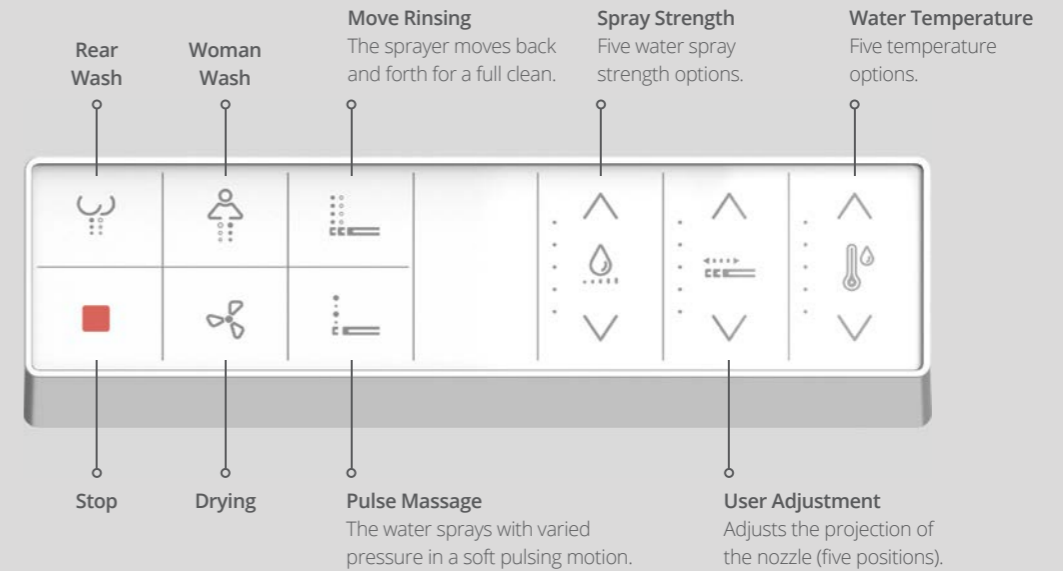 Rear
Wash
Woman
Wash
Move Rinsing
The sprayer moves back
and forth for a full clean.
Spray Strength
Five water spray
strength options.
Water Temperature
Five temperature
options.
Stop
Drying
Pulse Massage
The water sprays with varied
pressure in a soft pulsing motion.
User Adjustment
Adjusts the projection of
the nozzle (five positions).